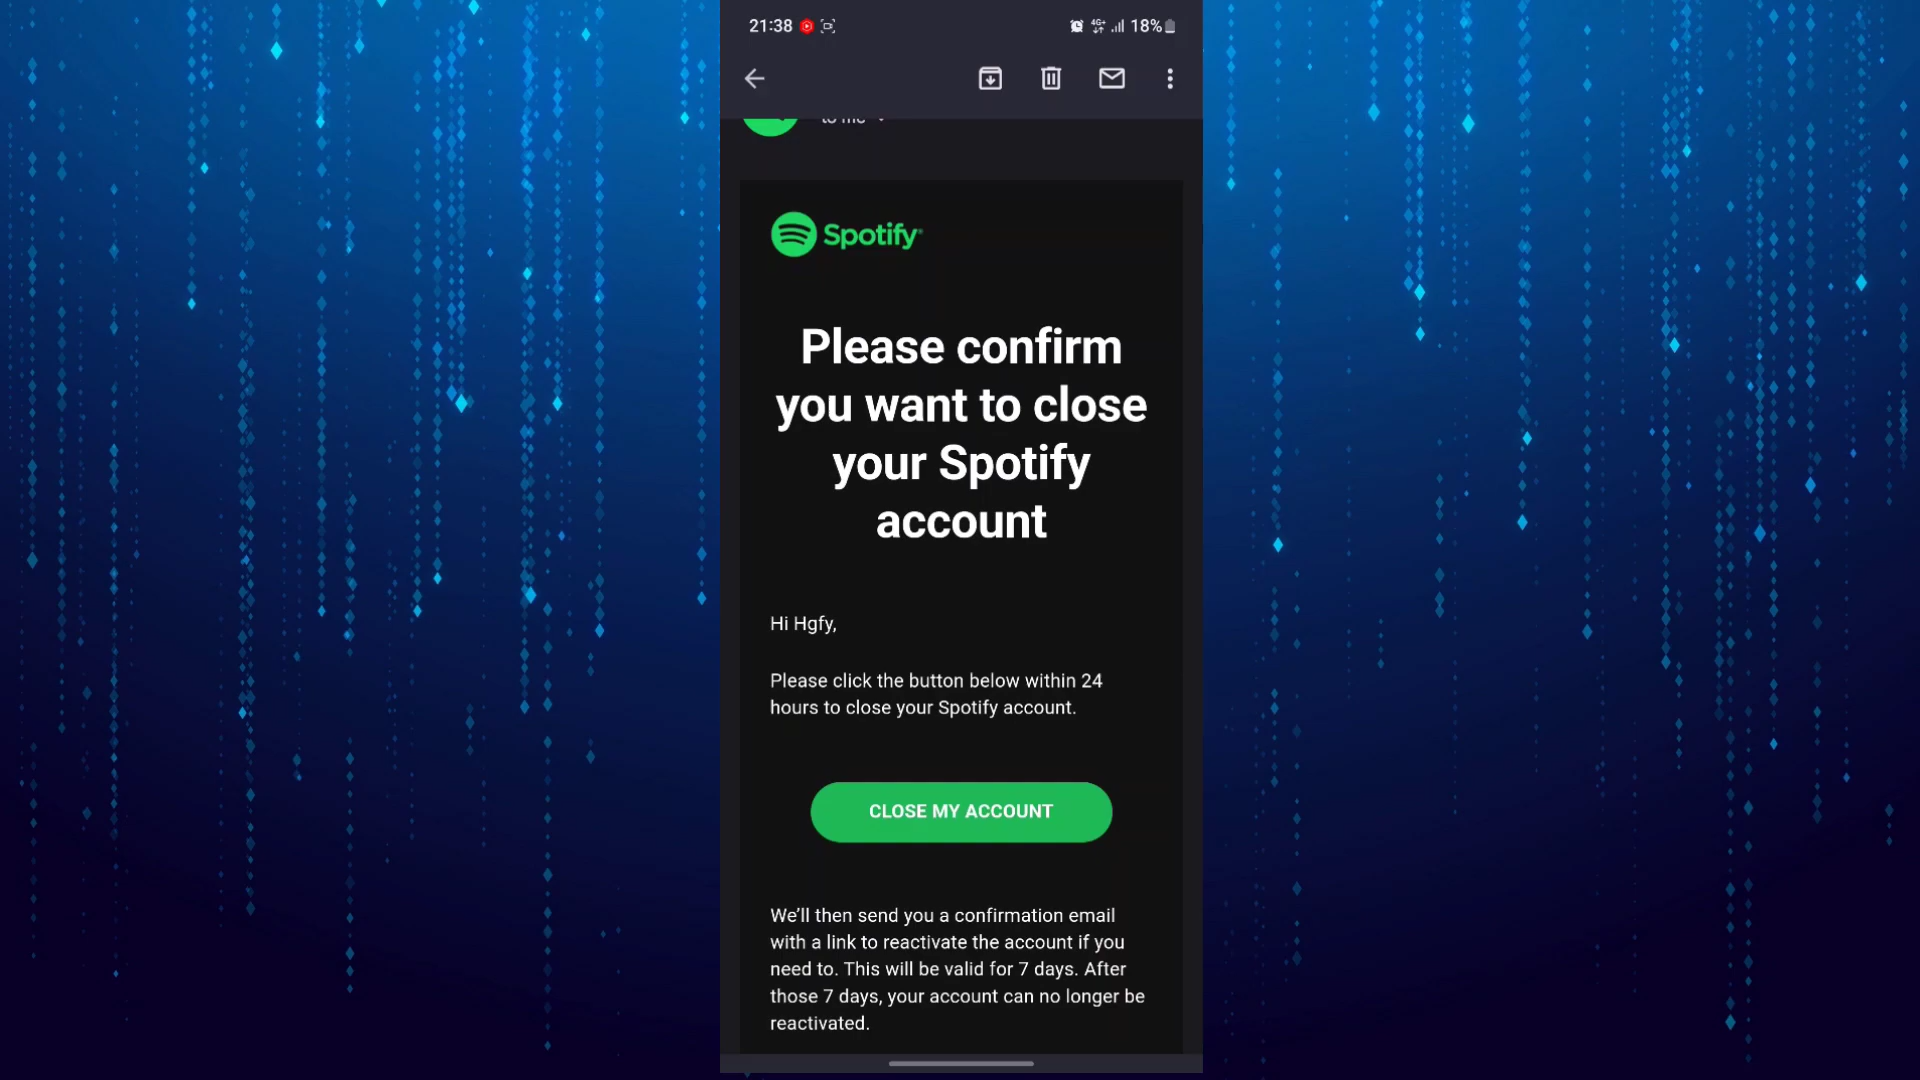 21:38 4G+ 18%
to me
Spotify
Please confirm
you want to close
your Spotify
account
Hi Hgfy,
Please click the button below within 24
hours to close your Spotify account.
CLOSE MY ACCOUNT
We'll then send you a confirmation email
with a link to reactivate the account if you
need to. This will be valid for 7 days. After
those 7 days, your account can no longer be
reactivated.